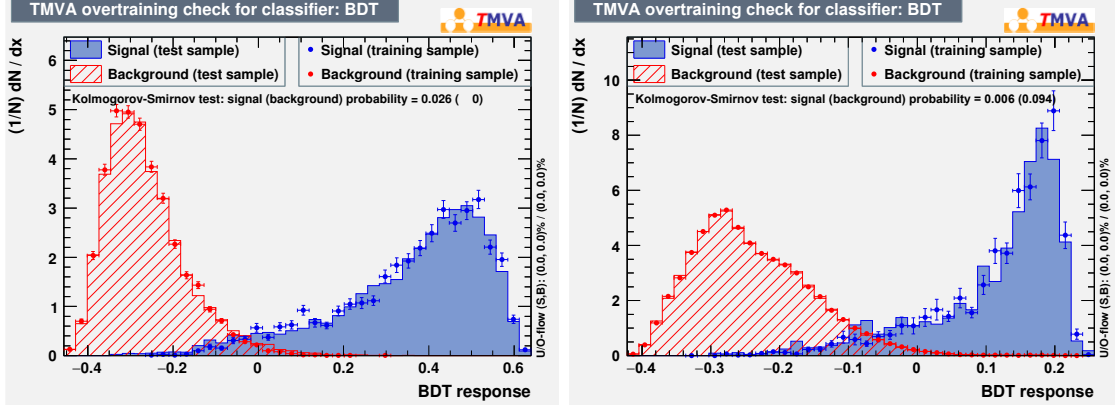 TMVA overtraining check for classifier: BDT
TMVA
(1/N) dN / dx
Signal (test sample)
Background (test sample)
Signal (training sample)
Background (training sample)
Kolmogorov-Smirnov test: signal (background) probability = 0.026 ( 0)
6
5
4
3
2
1
0
−0.4 −0.2 0 0.2 0.4 0.6
BDT response
U/O-flow (S,B): (0.0, 0.0)% / (0.0, 0.0)%
TMVA overtraining check for classifier: BDT
TMVA
(1/N) dN / dx
Signal (test sample)
Background (test sample)
Signal (training sample)
Background (training sample)
Kolmogorov-Smirnov test: signal (background) probability = 0.006 (0.094)
10
8
6
4
2
0
−0.4 −0.3 −0.2 −0.1 0 0.1 0.2
BDT response
U/O-flow (S,B): (0.0, 0.0)% / (0.0, 0.0)%